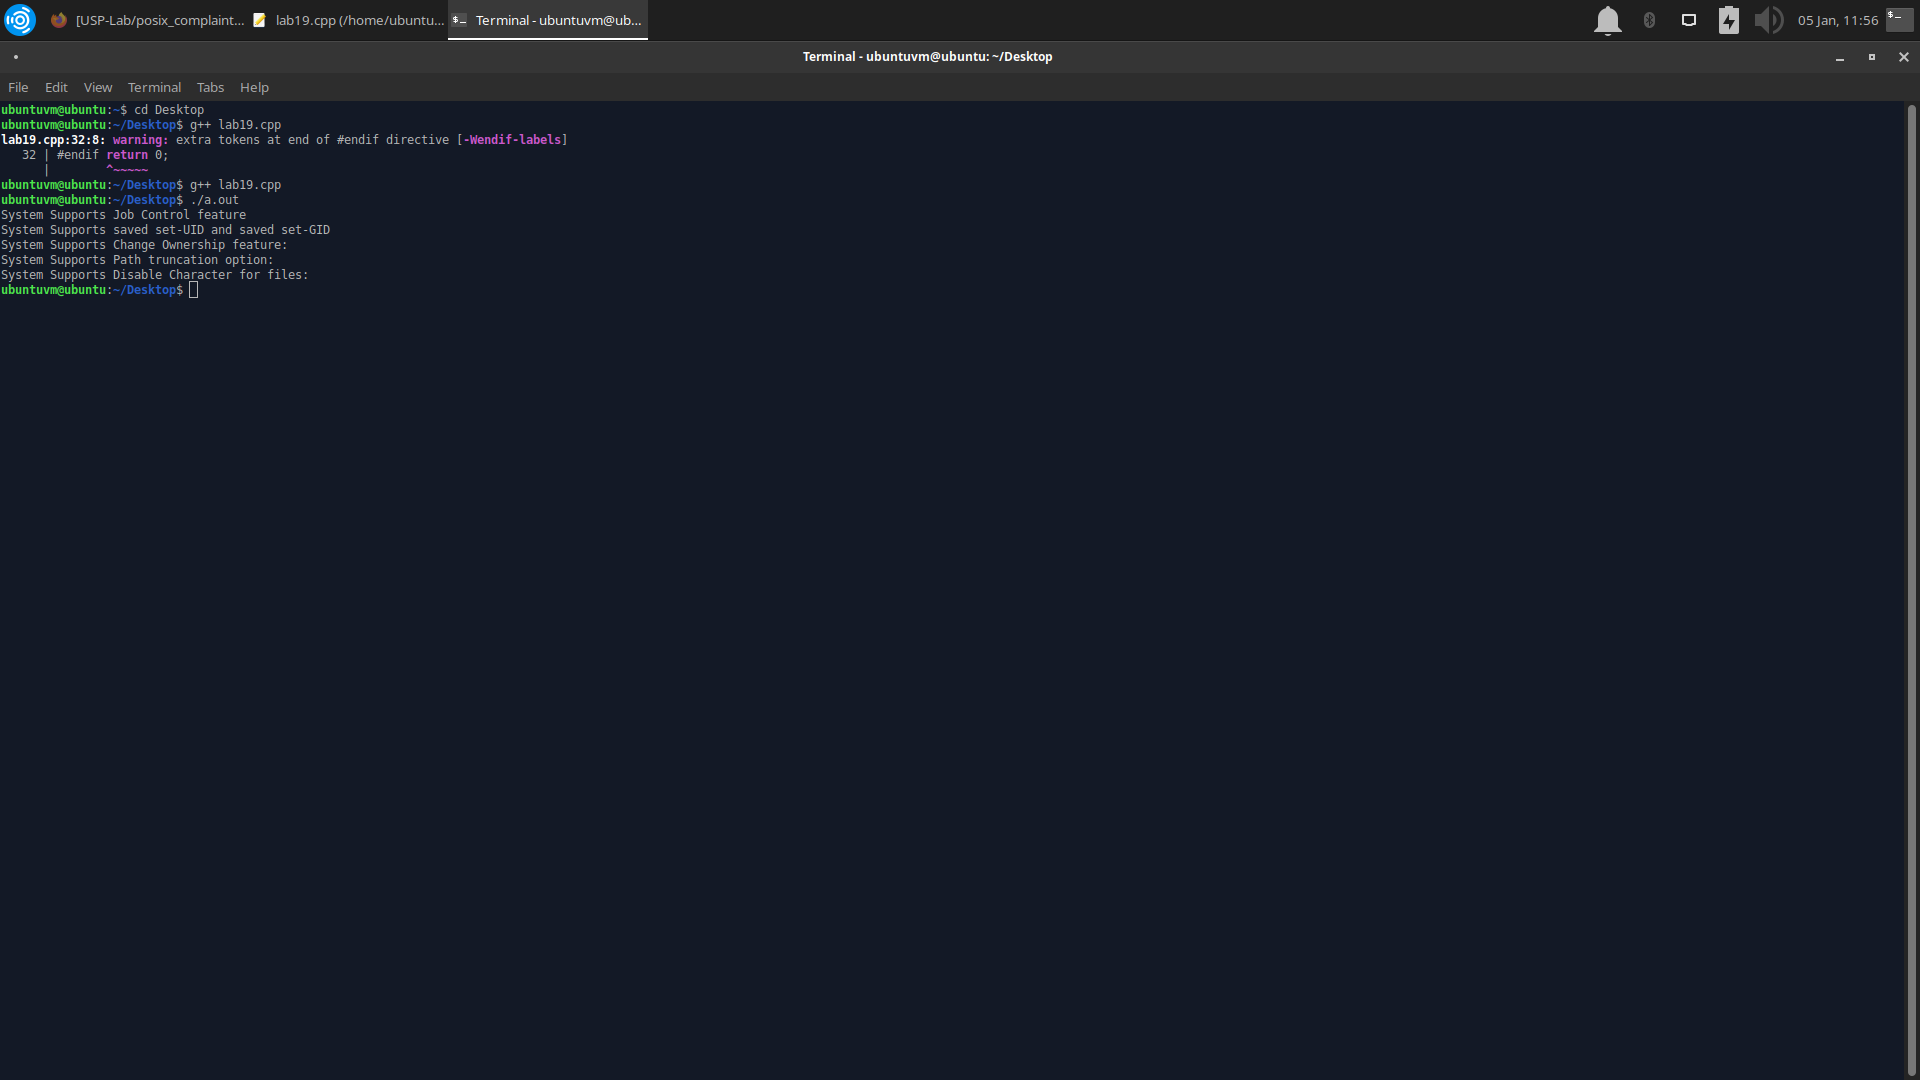 [USP-Lab/posix_complaint... lab19.cpp (/home/ubuntu... Terminal - ubuntuvm@ub... 05 Jan, 11:56
Terminal - ubuntuvm@ubuntu: ~/Desktop
File Edit View Terminal Tabs Help
ubuntuvm@ubuntu:~$ cd Desktop
ubuntuvm@ubuntu:~/Desktop$ g++ lab19.cpp
lab19.cpp:32:8: warning: extra tokens at end of #endif directive [-Wendif-labels]
   32 | #endif return 0;
      |        ^~~~~~
ubuntuvm@ubuntu:~/Desktop$ g++ lab19.cpp
ubuntuvm@ubuntu:~/Desktop$ ./a.out
System Supports Job Control feature
System Supports saved set-UID and saved set-GID
System Supports Change Ownership feature:
System Supports Path truncation option:
System Supports Disable Character for files:
ubuntuvm@ubuntu:~/Desktop$